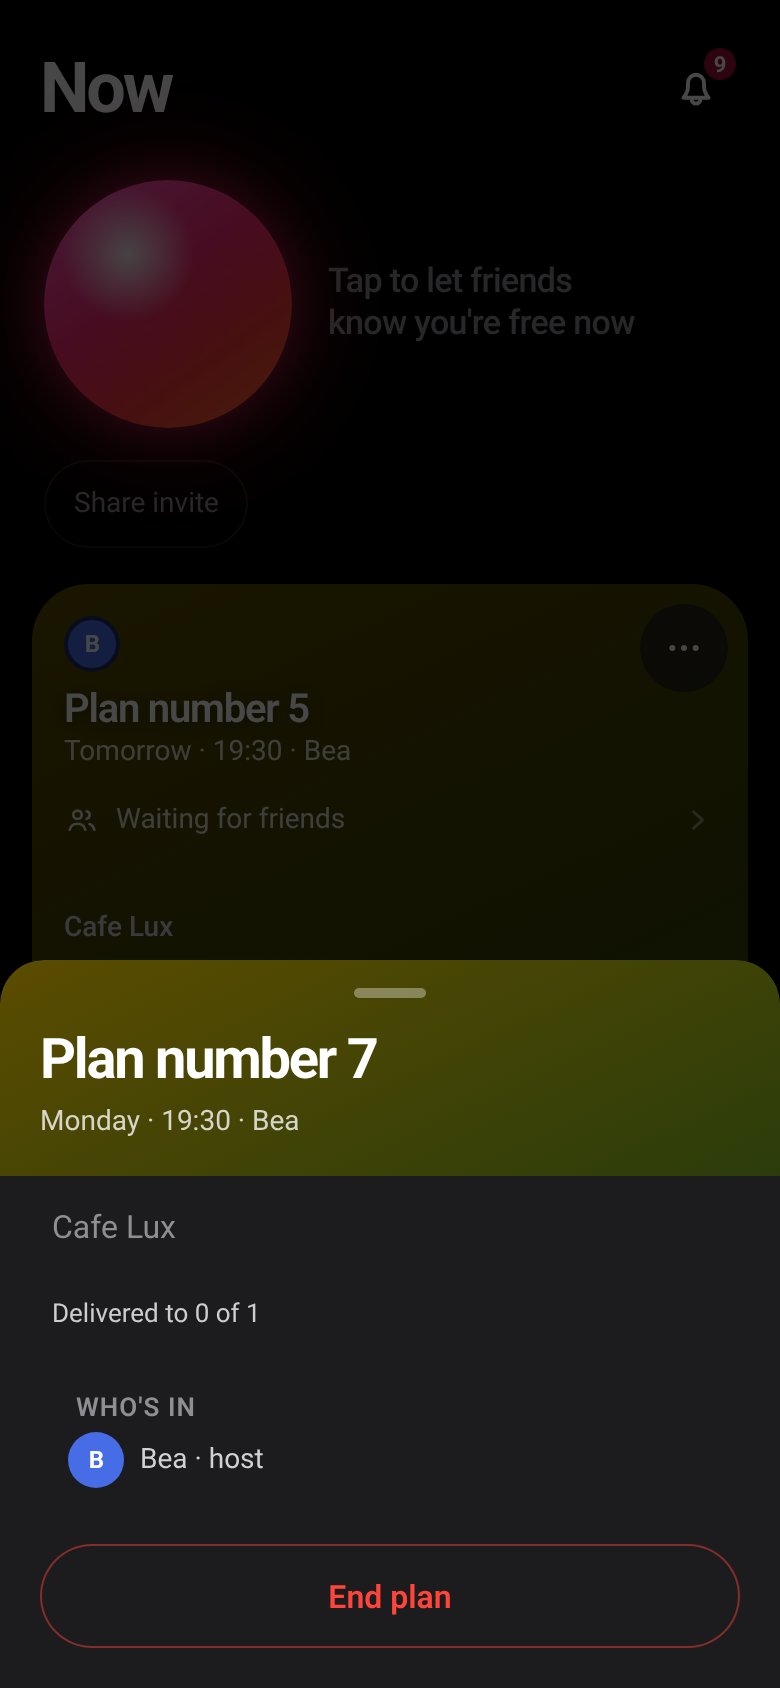 Now
9
Tap to let friends
know you're free now
Share invite
B
Plan number 5
Tomorrow · 19:30 · Bea
Waiting for friends
Cafe Lux
Plan number 7
Monday · 19:30 · Bea
Cafe Lux
Delivered to 0 of 1
WHO'S IN
B Bea · host
End plan